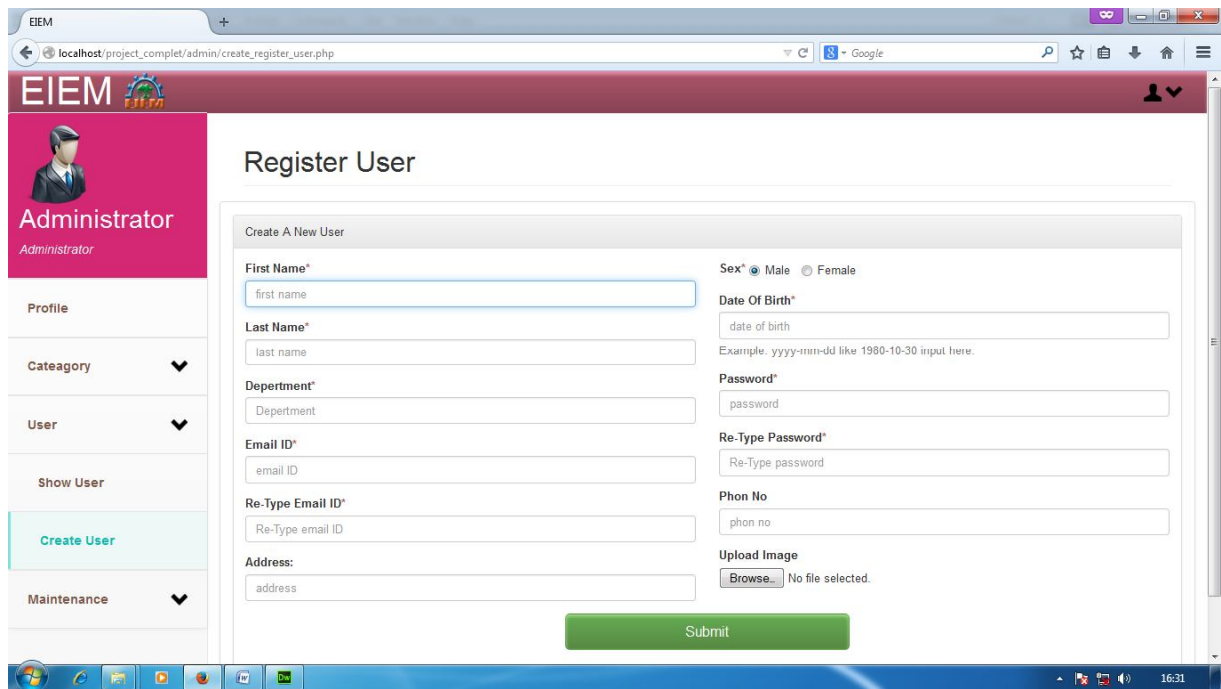 EIEM
localhost/project_complet/admin/create_register_user.php
Google
EIEM
EIEM
Administrator
Administrator
Profile
Cateagory
User
Show User
Create User
Maintenance
Register User
Create A New User
First Name*
first name
Last Name*
last name
Depertment*
Depertment
Email ID*
email ID
Re-Type Email ID*
Re-Type email ID
Address:
address
Sex* Male Female
Date Of Birth*
date of birth
Example. yyyy-mm-dd like 1980-10-30 input here.
Password*
password
Re-Type Password*
Re-Type password
Phon No
phon no
Upload Image
Browse_ No file selected.
Submit
Dw
16:31